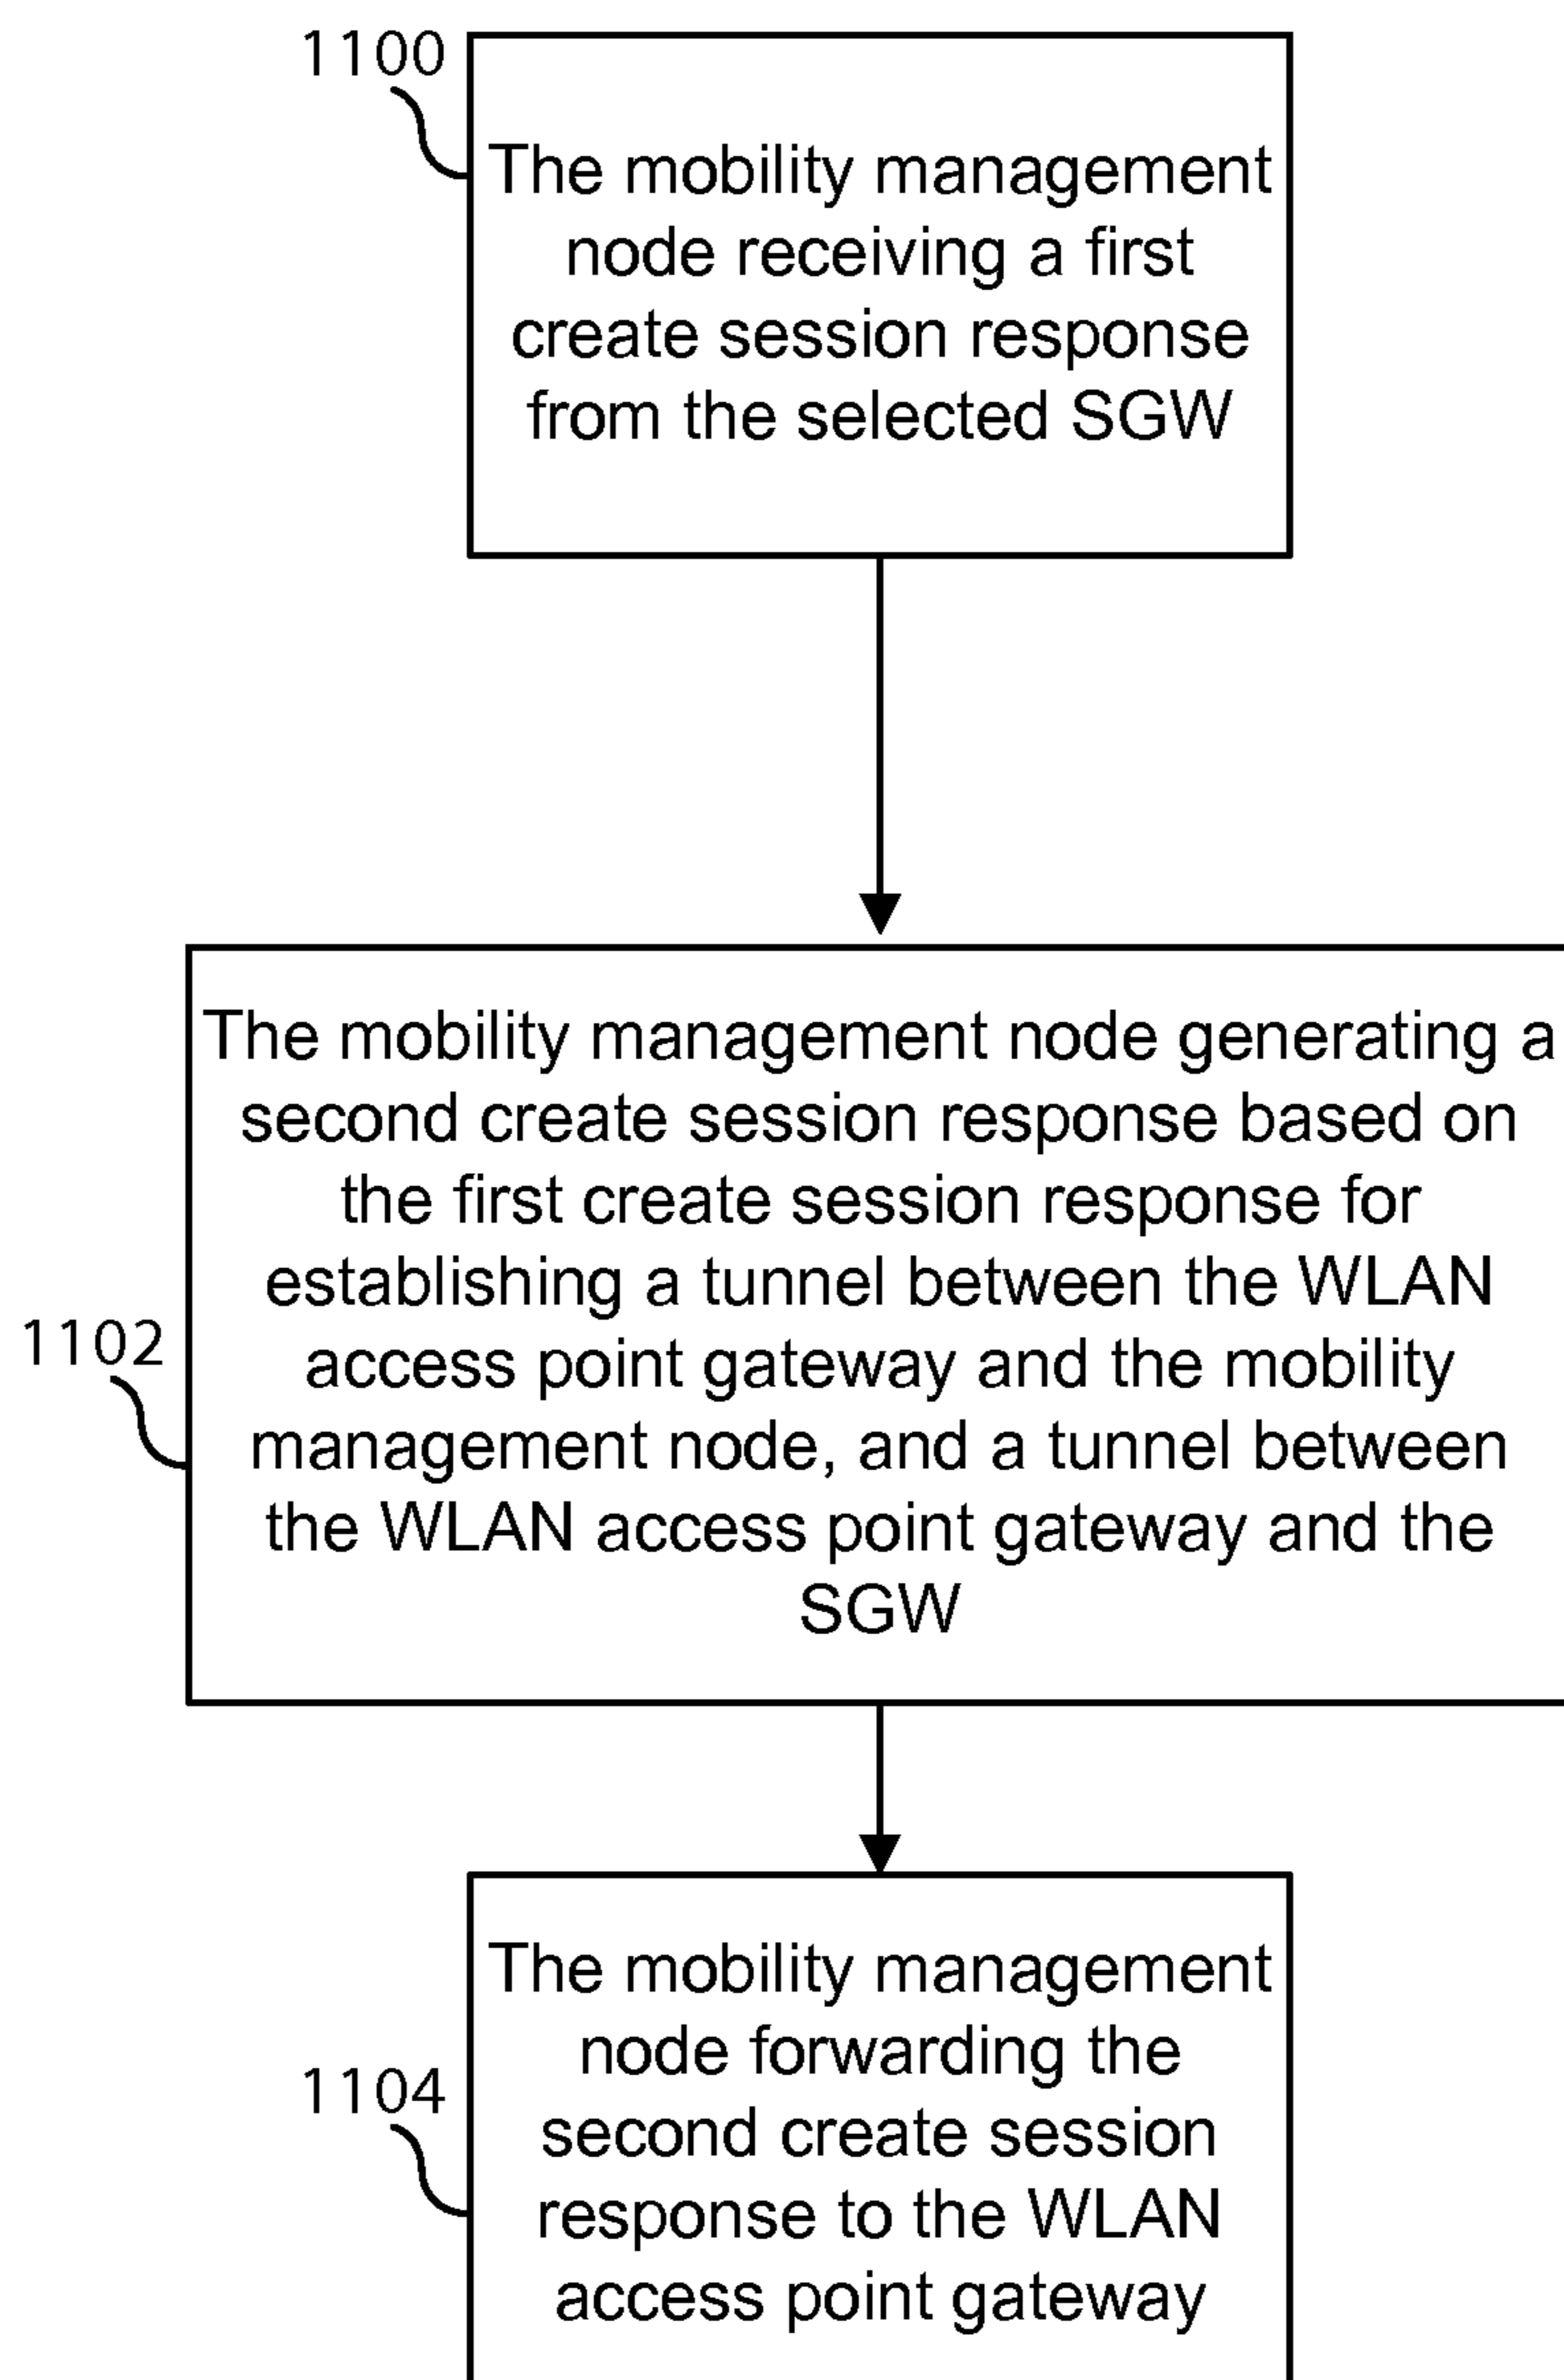 1100
The mobility management
node receiving a first
create session response
from the selected SGW
The mobility management node generating a
second create session response based on
the first create session response for
establishing a tunnel between the WLAN
access point gateway and the mobility
management node, and a tunnel between
the WLAN access point gateway and the
SGW
1102
The mobility management
node forwarding the
second create session
response to the WLAN
access point gateway
1104